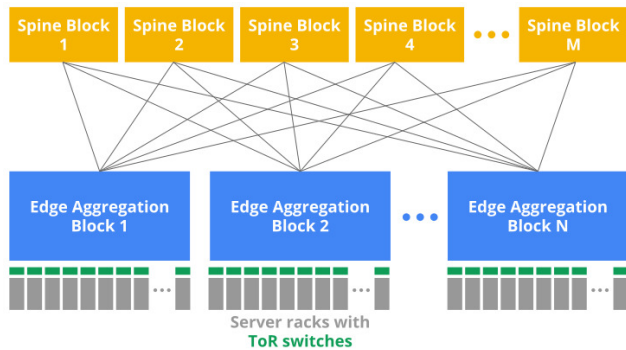 Spine Block 1
Spine Block 2
Spine Block 3
Spine Block 4
Spine Block M
Edge Aggregation Block 1
Edge Aggregation Block 2
Edge Aggregation Block N
Server racks with
ToR switches